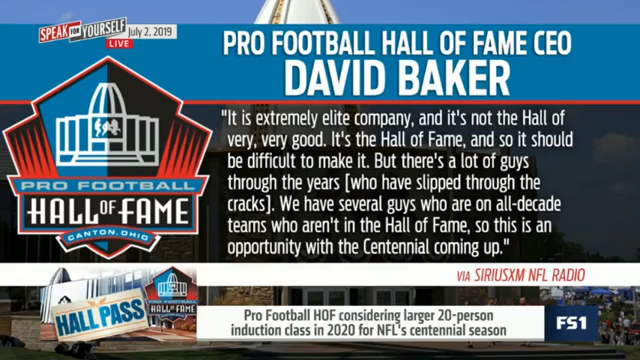 SPEAK FOR YOURSELF
LIVE
July 2, 2019
PRO FOOTBALL HALL OF FAME CEO
DAVID BAKER
PRO FOOTBALL
HALL OF FAME
CANTON, OHIO
"It is extremely elite company, and it's not the Hall of
very, very good. It's the Hall of Fame, and so it should
be difficult to make it. But there's a lot of guys
through the years [who have slipped through the
cracks]. We have several guys who are on all-decade
teams who aren't in the Hall of Fame, so this is an
opportunity with the Centennial coming up."
VIA SIRIUSXM NFL RADIO
HALL PASS
PRO FOOTBALL
HALL OF FAME
Pro Football HOF considering larger 20-person
induction class in 2020 for NFL's centennial season
FS1